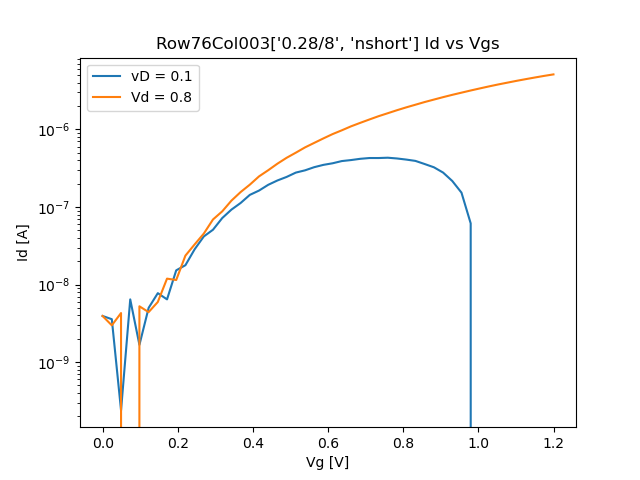 Row76Col003['0.28/8', 'nshort'] Id vs Vgs
vD = 0.1
Vd = 0.8
Id [A]
10⁻⁶
10⁻⁷
10⁻⁸
10⁻⁹
0.0 0.2 0.4 0.6 0.8 1.0 1.2
Vg [V]